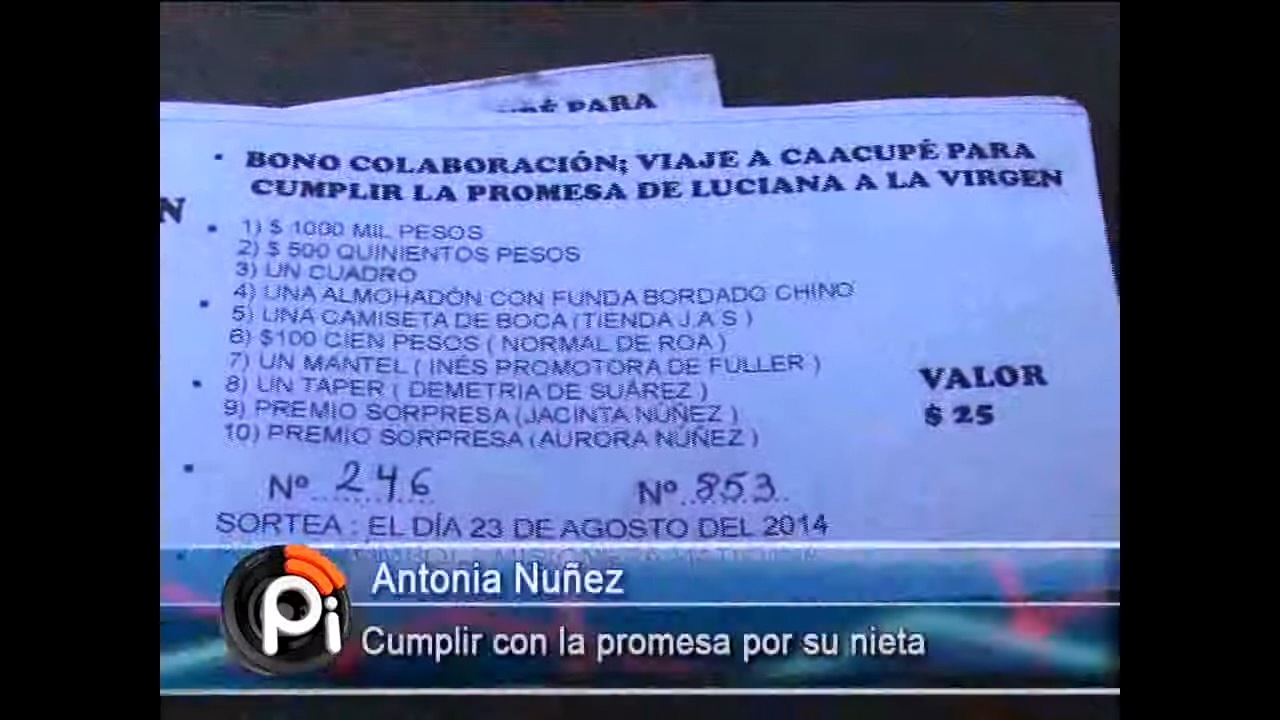 PARA
BONO COLABORACIÓN; VIAJE A CAACUPÉ PARA
CUMPLIR LA PROMESA DE LUCIANA A LA VIRGEN
N
1) $ 1000 MIL PESOS
2) $ 500 QUINIENTOS PESOS
3) UN CUADRO
4) UNA ALMOHADÓN CON FUNDA BORDADO CHINO
5) UNA CAMISETA DE BOCA (TIENDA J.A S )
6) $100 CIEN PESOS ( NORMAL DE ROA )
7) UN MANTEL ( INÉS PROMOTORA DE FULLER )
8) UN TAPER ( DEMETRIA DE SUÁREZ )
9) PREMIO SORPRESA (JACINTA NÚÑEZ )
10) PREMIO SORPRESA (AURORA NÚÑEZ )
VALOR
$ 25
Nº 246 Nº 853
SORTEA : EL DÍA 23 DE AGOSTO DEL 2014
Pi
Antonia Nuñez
Cumplir con la promesa por su nieta